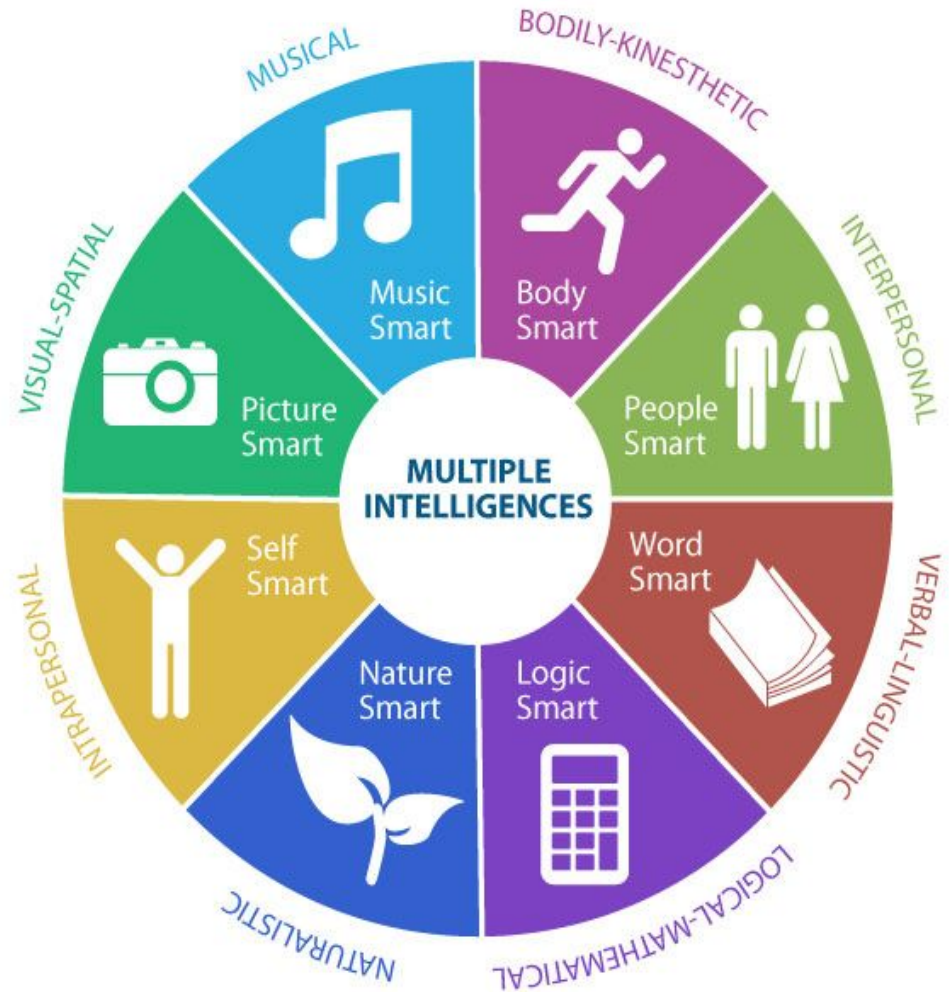 MUSICAL
BODILY-KINESTHETIC
INTERPERSONAL
VERBAL-LINGUISTIC
LOGICAL-MATHEMATICAL
NATURALISTIC
INTRAPERSONAL
VISUAL-SPATIAL
Music
Smart
Body
Smart
People
Smart
Word
Smart
Logic
Smart
Nature
Smart
Self
Smart
Picture
Smart
MULTIPLE
INTELLIGENCES